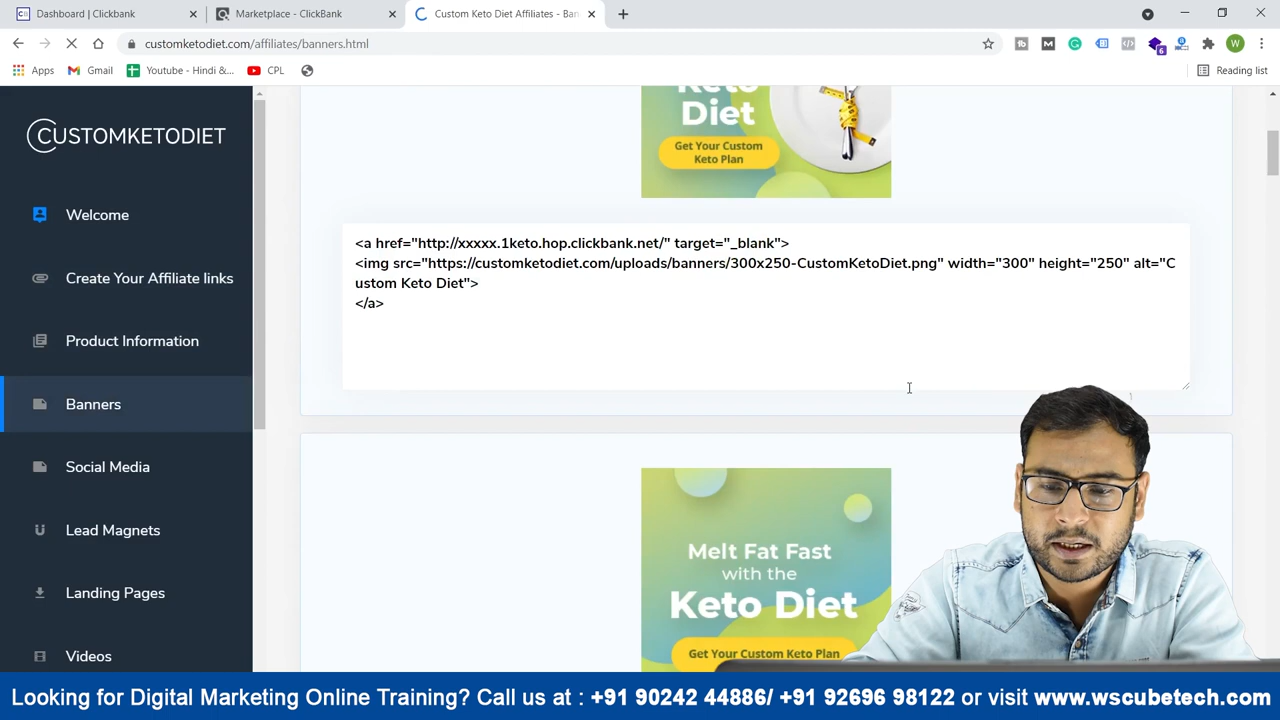 Dashboard | Clickbank
Marketplace - ClickBank
Custom Keto Diet Affiliates - Ban
customketodiet.com/affiliates/banners.html
Apps
Gmail
Youtube - Hindi &...
CPL
Reading list
W
6
CUSTOMKETODIET
Welcome
Create Your Affiliate links
Product Information
Banners
Social Media
Lead Magnets
Landing Pages
Videos
Keto
Diet
Get Your Custom
Keto Plan
<a href="http://xxxxx.1keto.hop.clickbank.net/" target="_blank">
<img src="https://customketodiet.com/uploads/banners/300x250-CustomKetoDiet.png" width="300" height="250" alt="C
ustom Keto Diet">
</a>
Melt Fat Fast
with the
Keto Diet
Get Your Custom Keto Plan
Looking for Digital Marketing Online Training? Call us at : +91 90242 44886/ +91 92696 98122 or visit www.wscubetech.com